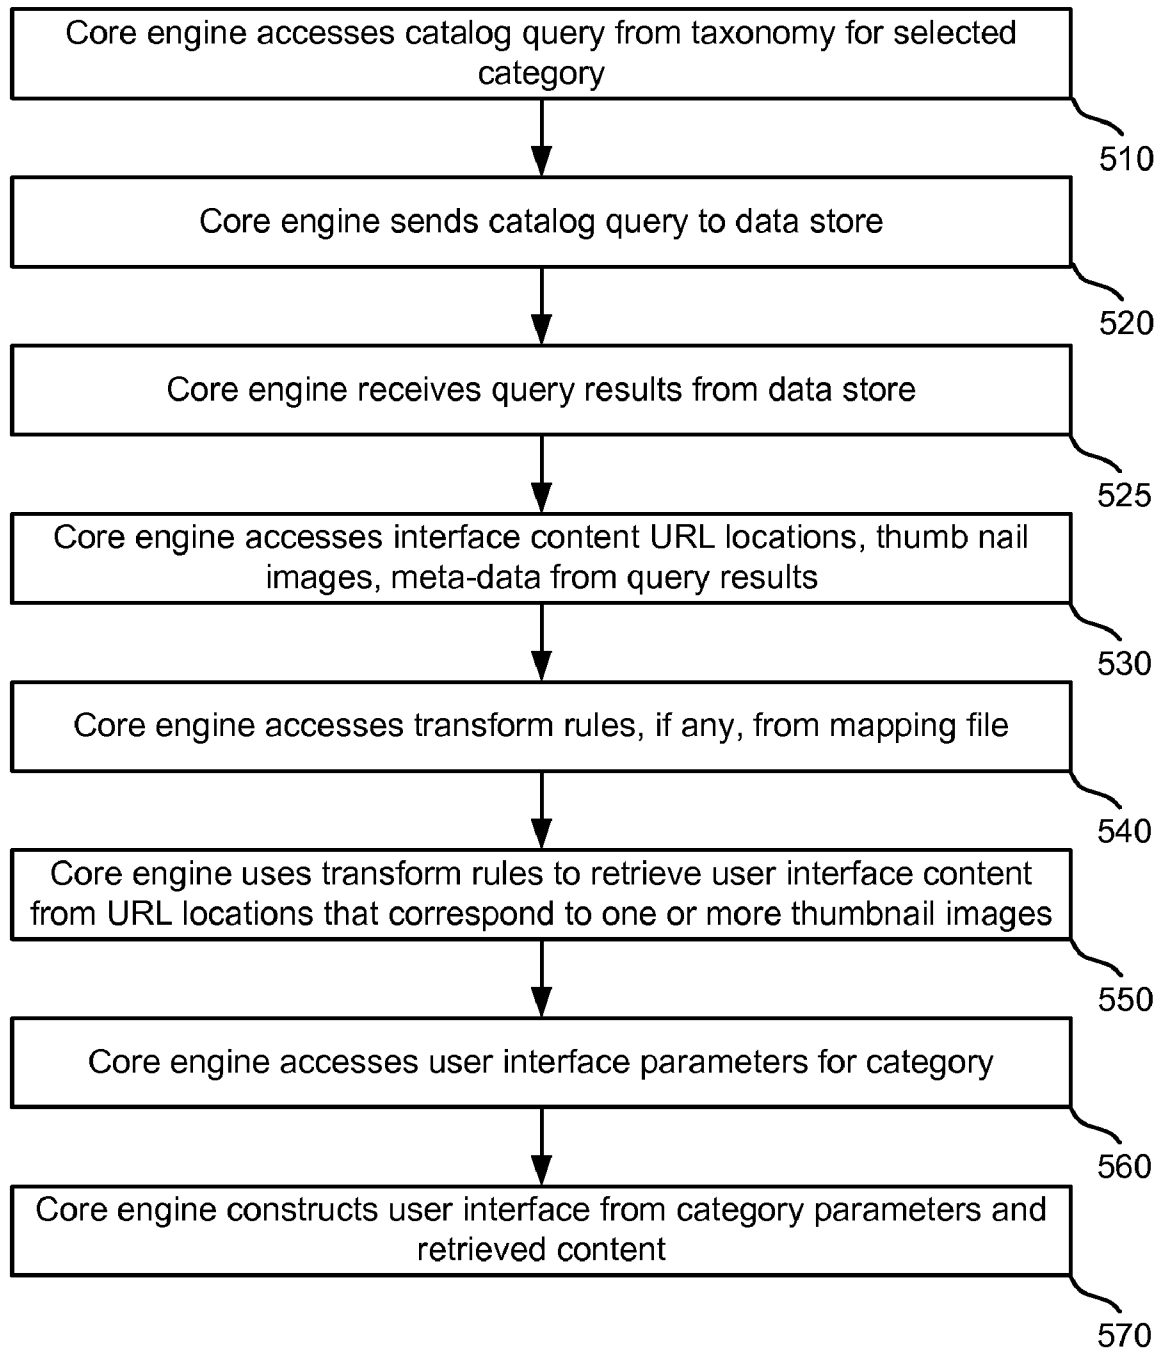 Core engine accesses catalog query from taxonomy for selected
category
510
Core engine sends catalog query to data store
520
Core engine receives query results from data store
525
Core engine accesses interface content URL locations, thumb nail
images, meta-data from query results
530
Core engine accesses transform rules, if any, from mapping file
540
Core engine uses transform rules to retrieve user interface content
from URL locations that correspond to one or more thumbnail images
550
Core engine accesses user interface parameters for category
560
Core engine constructs user interface from category parameters and
retrieved content
570